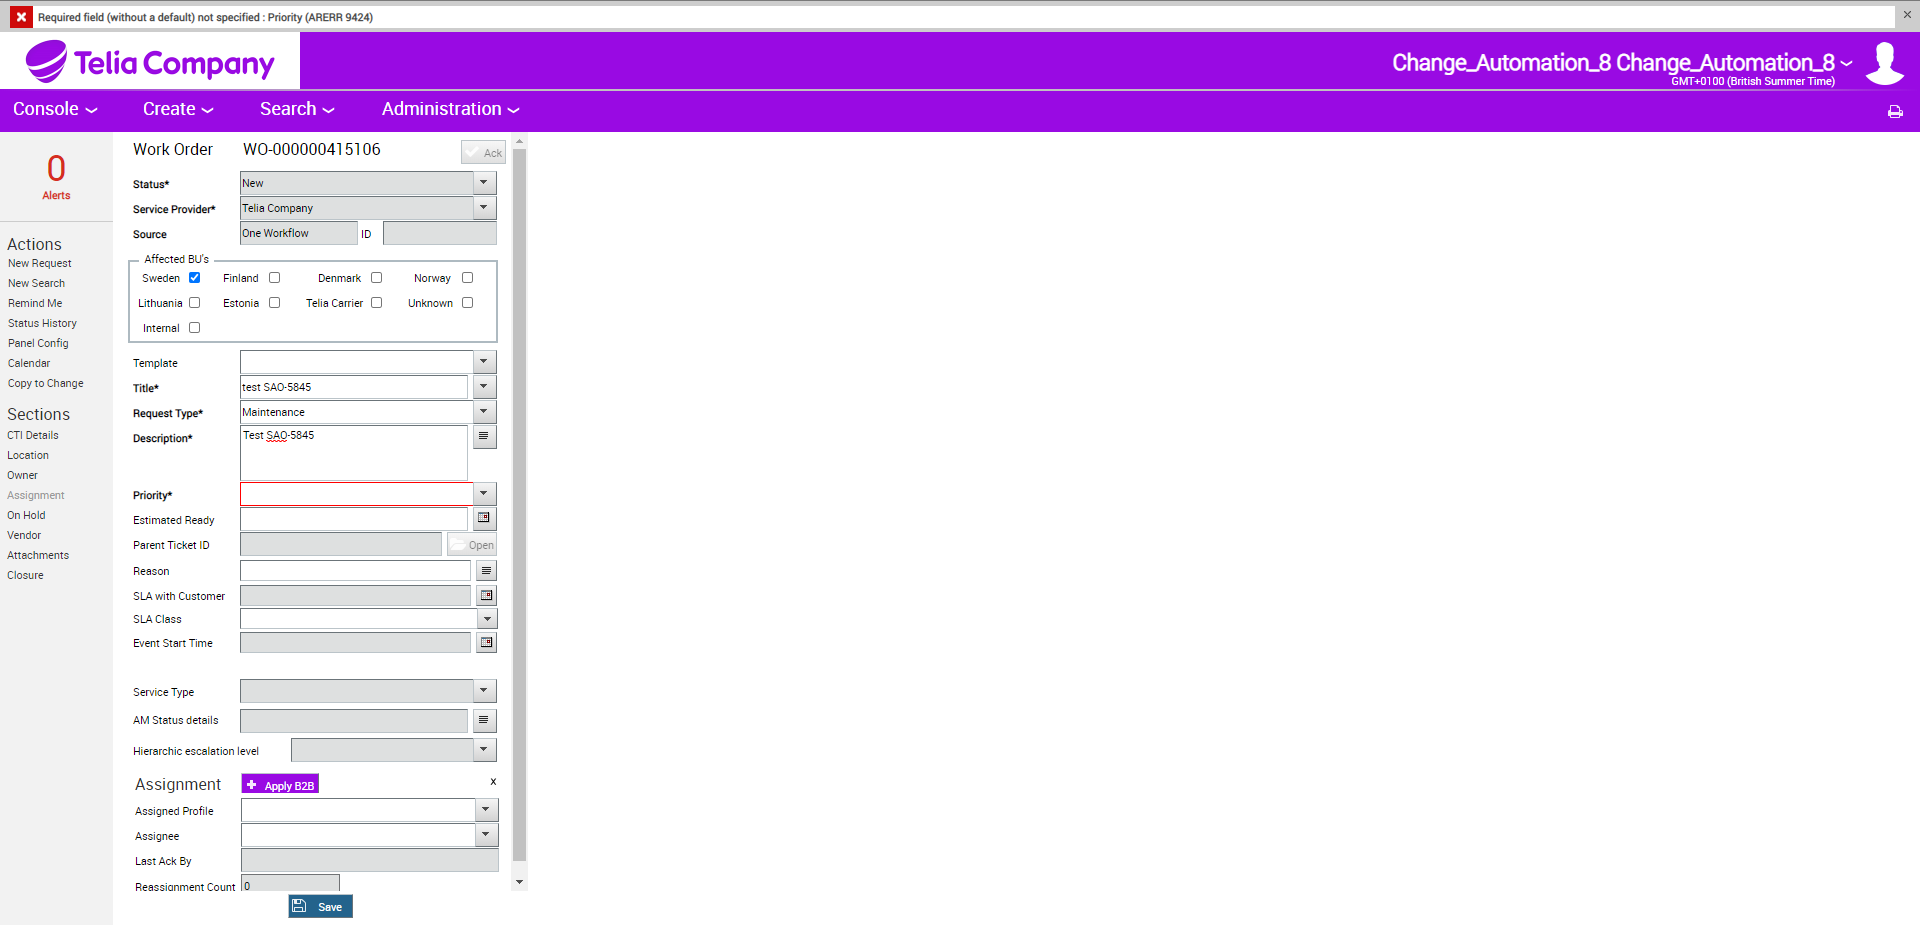 Required field (without a default) not specified : Priority (ARERR 9424)
Telia Company
Change_Automation_8 Change_Automation_8
GMT+0100 (British Summer Time)
Console Create Search Administration
0
Alerts
Actions
New Request
New Search
Remind Me
Status History
Panel Config
Calendar
Copy to Change
Sections
CTI Details
Location
Owner
Assignment
On Hold
Vendor
Attachments
Closure
Work Order WO-000000415106 Ack
Status* New
Service Provider* Telia Company
Source One Workflow ID
Affected BU's
Sweden Finland Denmark Norway
Lithuania Estonia Telia Carrier Unknown
Internal
Template
Title* test SAO-5845
Request Type* Maintenance
Description* Test SAO-5845
Priority*
Estimated Ready
Parent Ticket ID Open
Reason
SLA with Customer
SLA Class
Event Start Time
Service Type
AM Status details
Hierarchic escalation level
Assignment Apply B2B x
Assigned Profile
Assignee
Last Ack By
Reassignment Count 0
Save